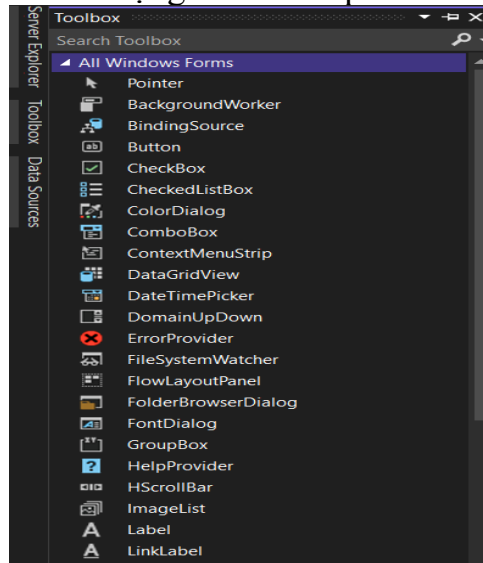 Toolbox
Search Toolbox
All Windows Forms
Pointer
BackgroundWorker
BindingSource
ab Button
CheckBox
CheckedListBox
ColorDialog
ComboBox
ContextMenuStrip
DataGridView
DateTimePicker
DomainUpDown
ErrorProvider
FileSystemWatcher
FlowLayoutPanel
FolderBrowserDialog
FontDialog
GroupBox
HelpProvider
HScrollBar
ImageList
Label
LinkLabel
Server Explorer
Toolbox
Data Sources